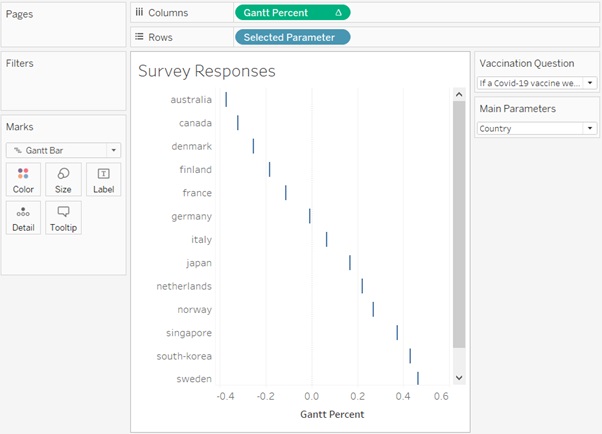 Pages
Columns
Gantt Percent Δ
Rows
Selected Parameter
Filters
Marks
Gantt Bar
Color
Size
Label
Detail
Tooltip
Survey Responses
australia
canada
denmark
finland
france
germany
italy
japan
netherlands
norway
singapore
south-korea
sweden
-0.4 -0.2 0.0 0.2 0.4 0.6
Gantt Percent
Vaccination Question
If a Covid-19 vaccine we...
Main Parameters
Country